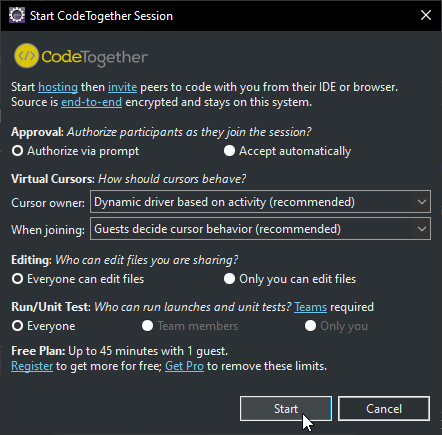 Start CodeTogether Session
CodeTogether
Start hosting then invite peers to code with you from their IDE or browser.
Source is end-to-end encrypted and stays on this system.
Approval: Authorize participants as they join the session?
Authorize via prompt Accept automatically
Virtual Cursors: How should cursors behave?
Cursor owner: Dynamic driver based on activity (recommended)
When joining: Guests decide cursor behavior (recommended)
Editing: Who can edit files you are sharing?
Everyone can edit files Only you can edit files
Run/Unit Test: Who can run launches and unit tests? Teams required
Everyone Team members Only you
Free Plan: Up to 45 minutes with 1 guest.
Register to get more for free; Get Pro to remove these limits.
Start Cancel